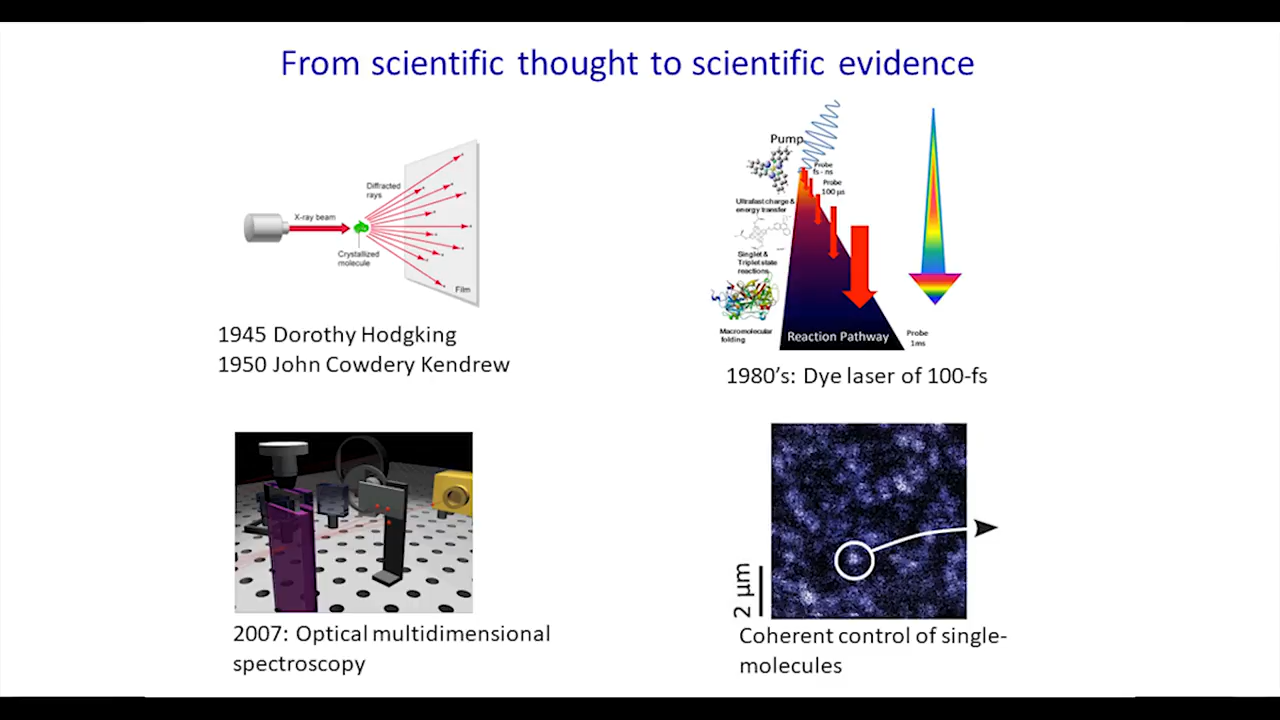 From scientific thought to scientific evidence
Diffracted
rays
X-ray beam
Crystallized
molecule
Film
1945 Dorothy Hodgking
1950 John Cowdery Kendrew
Pump
Probe
fs - ns
Probe
100 µs
Ultrafast charge &
energy transfer
Singlet &
Triplet state
reactions
Macromolecular
folding
Reaction Pathway
Probe
1ms
1980’s: Dye laser of 100-fs
2007: Optical multidimensional
spectroscopy
2 µm
Coherent control of single-
molecules